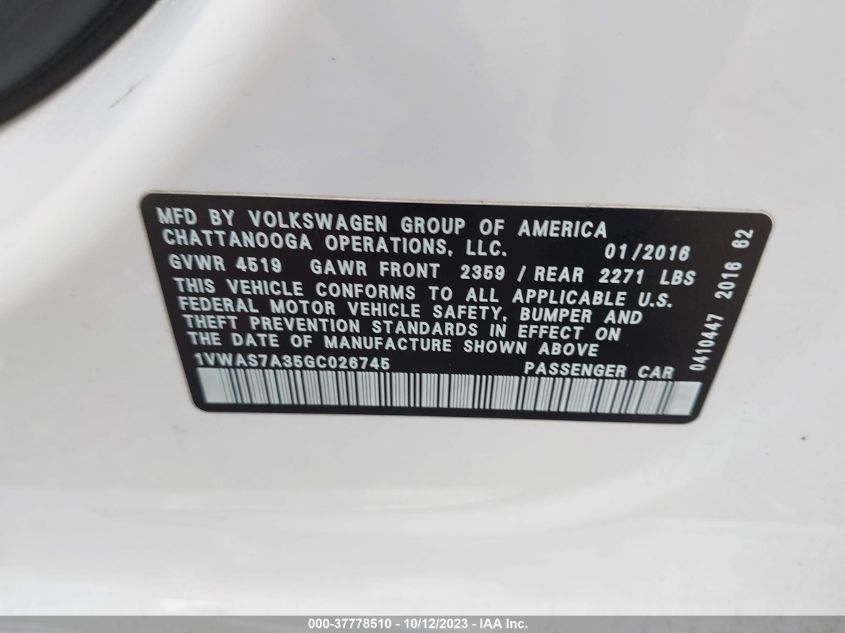 MFD BY VOLKSWAGEN GROUP OF AMERICA
CHATTANOOGA OPERATIONS, LLC. 01/2016
GVWR 4519 GAWR FRONT 2359 / REAR 2271 LBS
THIS VEHICLE CONFORMS TO ALL APPLICABLE U.S.
FEDERAL MOTOR VEHICLE SAFETY, BUMPER AND
THEFT PREVENTION STANDARDS IN EFFECT ON
THE DATE OF MANUFACTURE SHOWN ABOVE
1VWAS7A35GC026745 PASSENGER CAR
0410447 2016 62
000-37778510 - 10/12/2023 - IAA Inc.